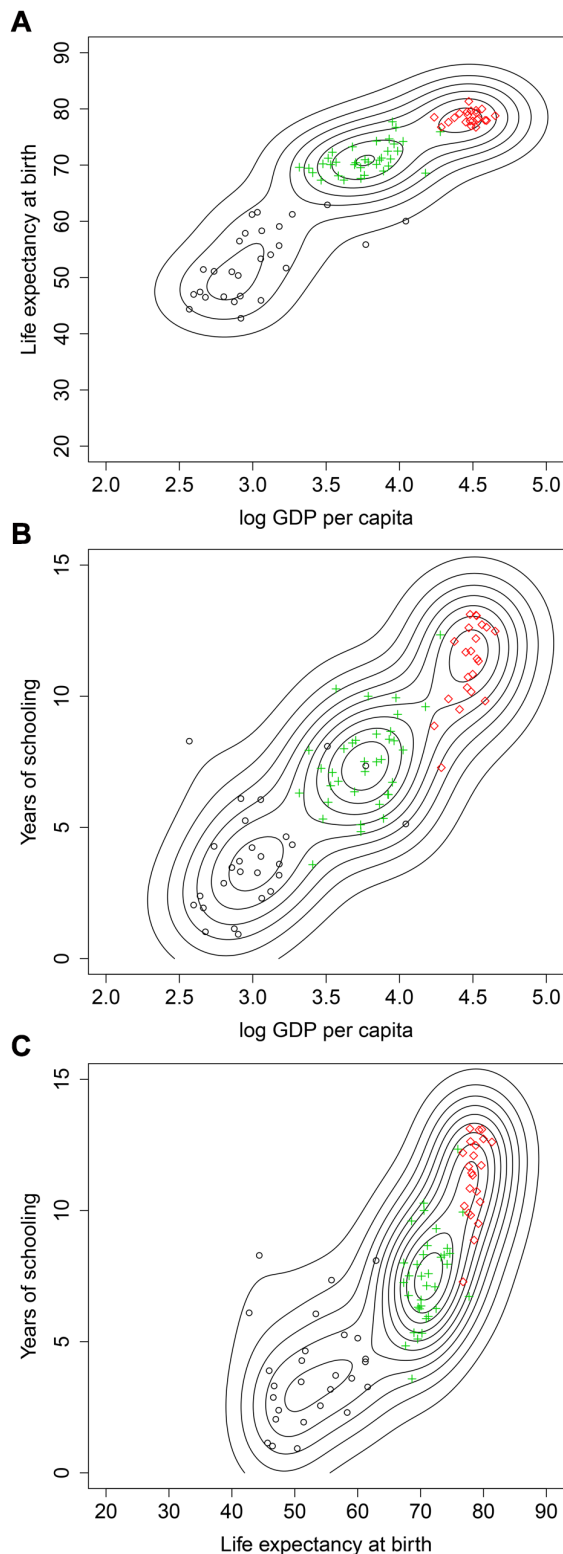 A
90
80
70
60
50
40
30
20
Life expectancy at birth
2.0 2.5 3.0 3.5 4.0 4.5 5.0
log GDP per capita
B
15
10
5
0
Years of schooling
2.0 2.5 3.0 3.5 4.0 4.5 5.0
log GDP per capita
C
15
10
5
0
Years of schooling
20 30 40 50 60 70 80 90
Life expectancy at birth